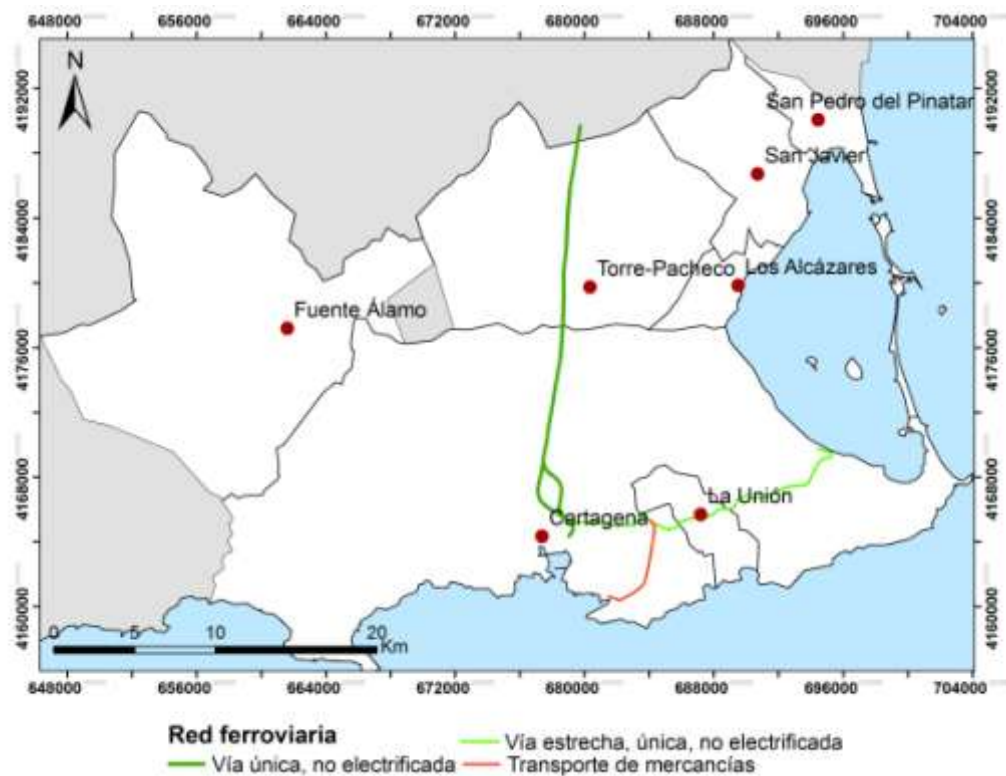 648000 656000 664000 672000 680000 688000 696000 704000
N
4192000
4192000
San Pedro del Pinatar
San Javier
4184000
4184000
Torre-Pacheco
Los Alcázares
Fuente Álamo
4176000
4176000
4168000
4168000
La Unión
Cartagena
4160000
4160000
0 5 10 20
Km
648000 656000 664000 672000 680000 688000 696000 704000
Red ferroviaria
Vía estrecha, única, no electrificada
Vía única, no electrificada
Transporte de mercancías